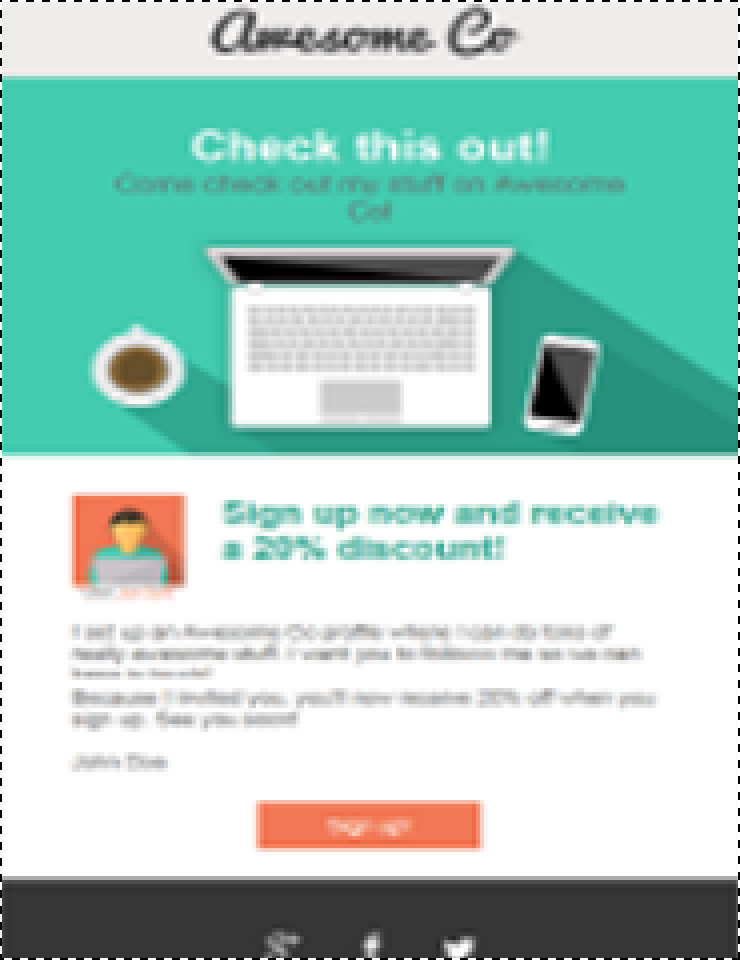 Awesome Co
Check this out!
Come check out my stuff on Awesome
Co!
Sign up now and receive
a 20% discount!
I set up an Awesome Co profile where I can do tons of
really awesome stuff. I want you to follow me so we can
Because I invited you, you'll now receive 20% off when you
sign up. See you soon!
John Doe
Sign up!